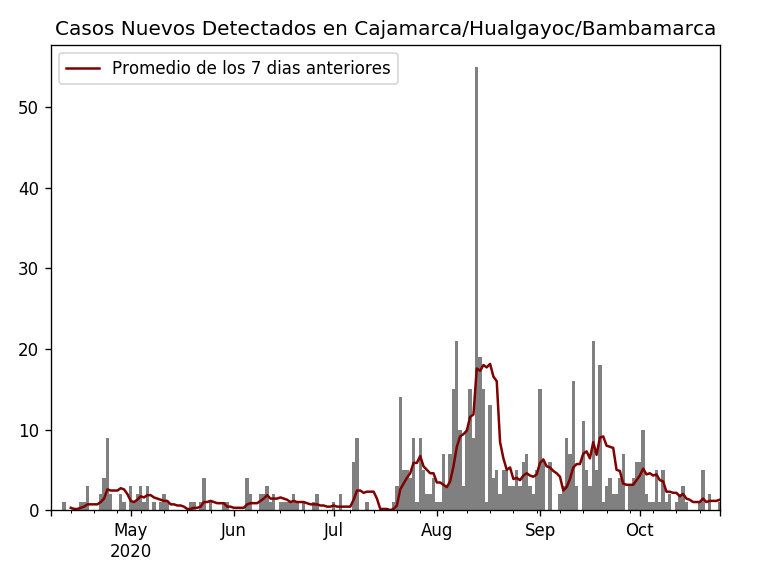 Casos Nuevos Detectados en Cajamarca/Hualgayoc/Bambamarca
Promedio de los 7 dias anteriores
50
40
30
20
10
0
May Jun Jul Aug Sep Oct
2020